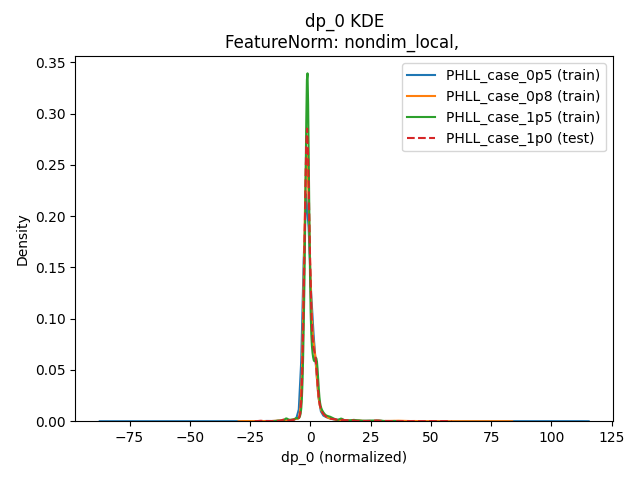 dp_0 KDE
FeatureNorm: nondim_local,
PHLL_case_0p5 (train)
PHLL_case_0p8 (train)
PHLL_case_1p5 (train)
PHLL_case_1p0 (test)
Density
0.35
0.30
0.25
0.20
0.15
0.10
0.05
0.00
−75
−50
−25
0
25
50
75
100
125
dp_0 (normalized)